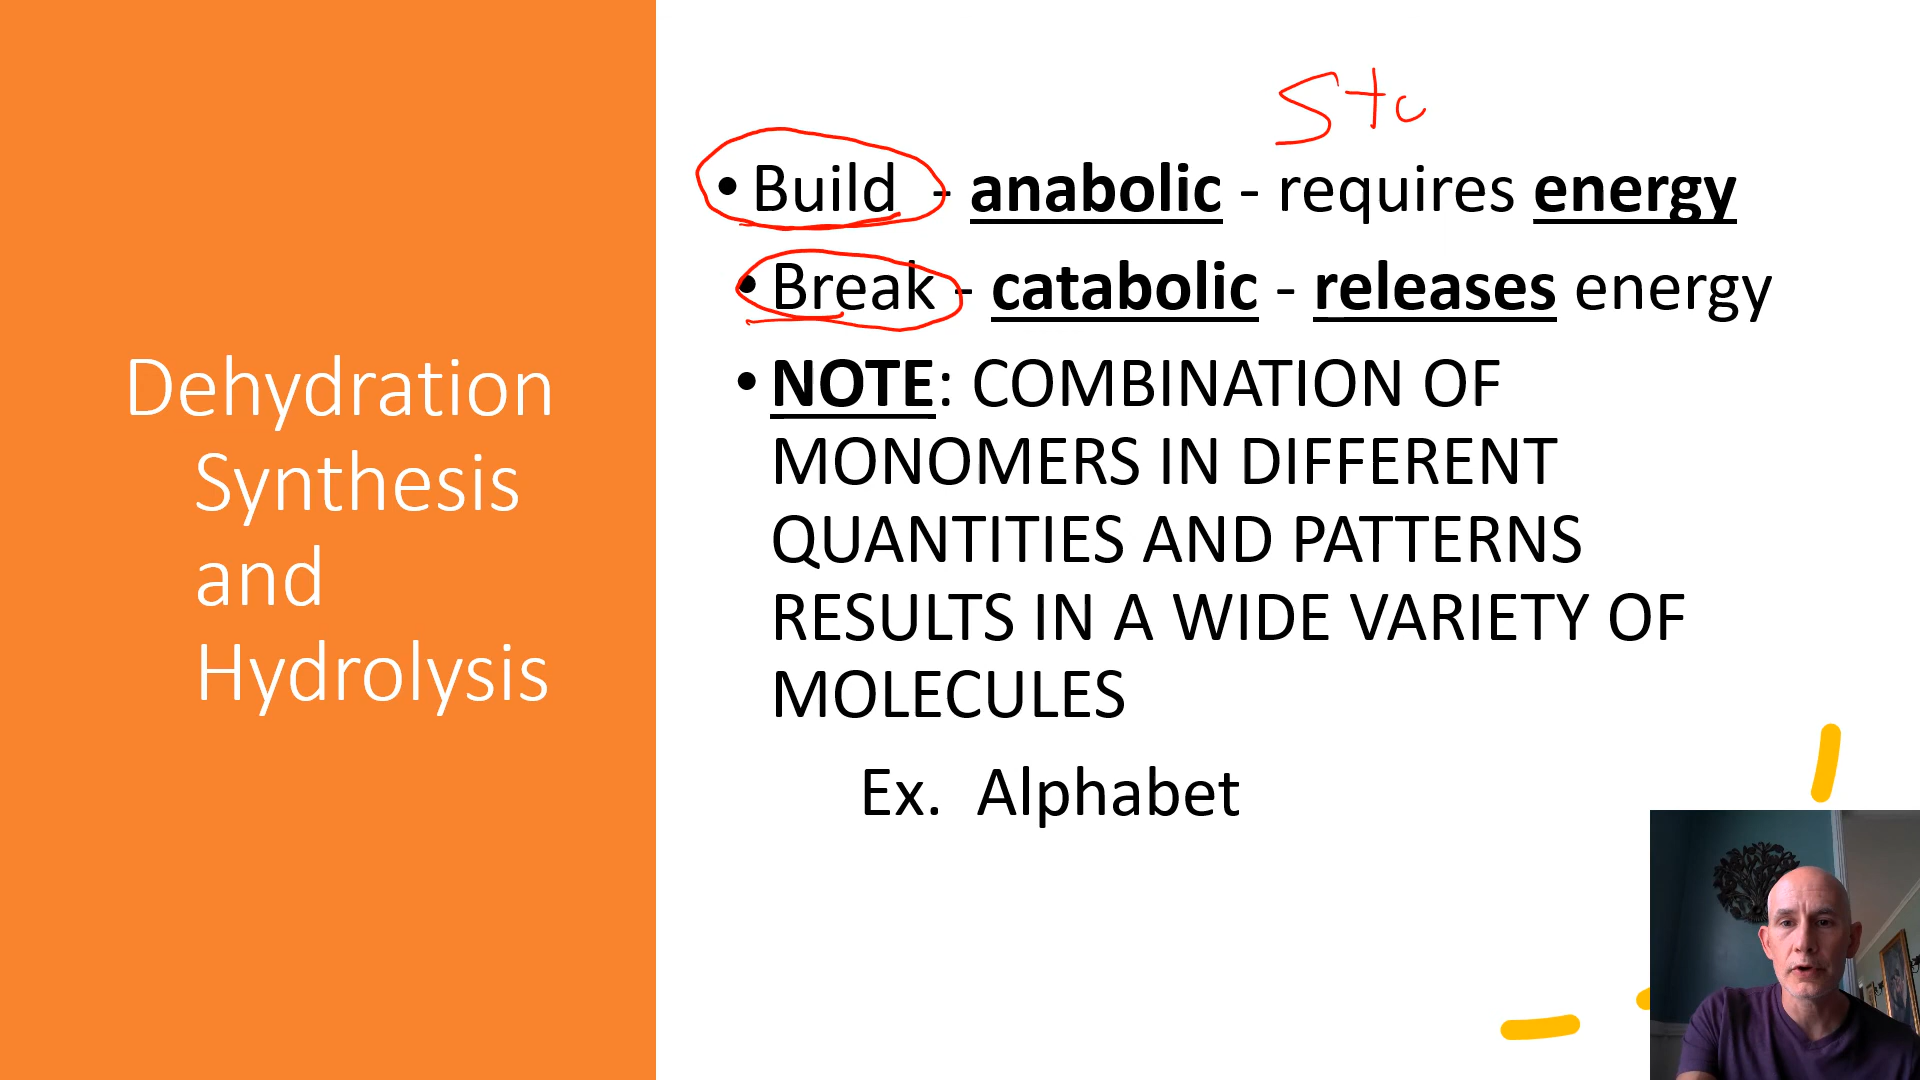 Dehydration
Synthesis
and
Hydrolysis
Sto
• Build - anabolic - requires energy
• Break - catabolic - releases energy
• NOTE: COMBINATION OF
MONOMERS IN DIFFERENT
QUANTITIES AND PATTERNS
RESULTS IN A WIDE VARIETY OF
MOLECULES
Ex. Alphabet